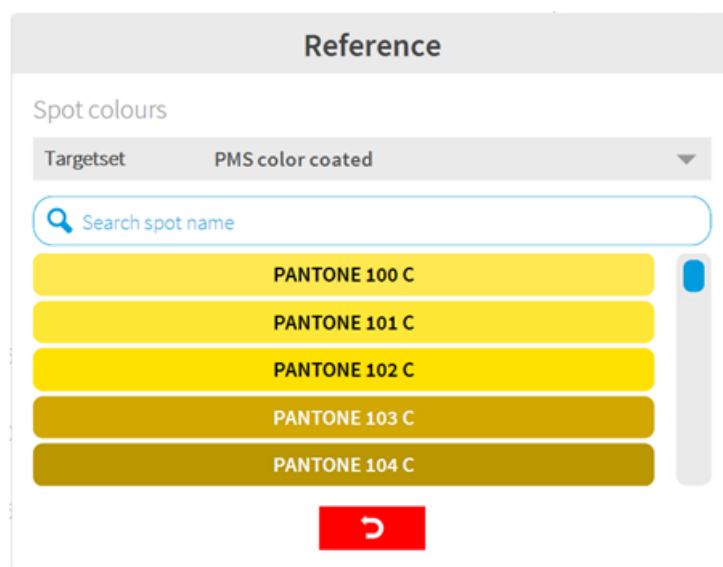 Reference
Spot colours
Targetset PMS color coated
Search spot name
PANTONE 100 C
PANTONE 101 C
PANTONE 102 C
PANTONE 103 C
PANTONE 104 C